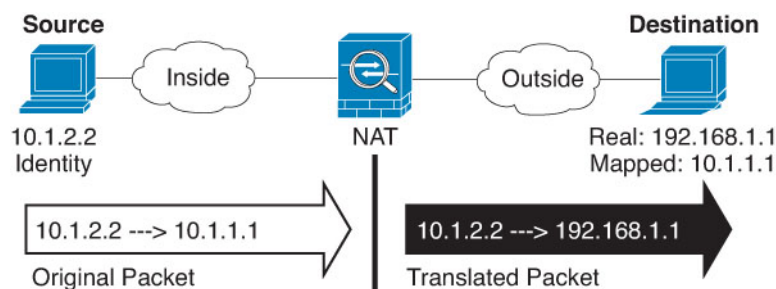 Source
Destination
Inside
Outside
10.1.2.2
Identity
NAT
Real: 192.168.1.1
Mapped: 10.1.1.1
10.1.2.2 ---> 10.1.1.1
10.1.2.2 ---> 192.168.1.1
Original Packet
Translated Packet